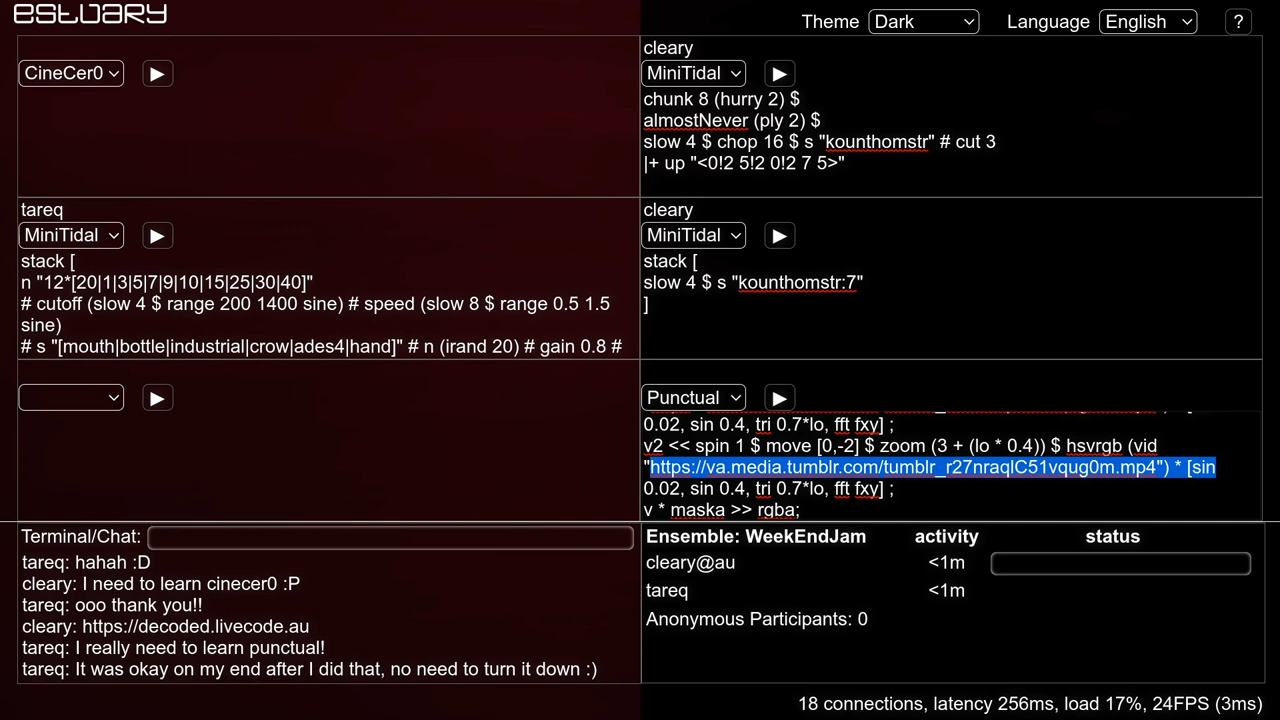 estuary
Theme Dark Language English ?
CineCer0
cleary
MiniTidal
chunk 8 (hurry 2) $
almostNever (ply 2) $
slow 4 $ chop 16 $ s "kounthomstr" # cut 3
|+ up "<0!2 5!2 0!2 7 5>"
tareq
MiniTidal
stack [
n "12*[20|1|3|5|7|9|10|15|25|30|40]"
# cutoff (slow 4 $ range 200 1400 sine) # speed (slow 8 $ range 0.5 1.5
sine)
# s "[mouth|bottle|industrial|crow|ades4|hand]" # n (irand 20) # gain 0.8 #
cleary
MiniTidal
stack [
slow 4 $ s "kounthomstr:7"
]
Punctual
0.02, sin 0.4, tri 0.7*lo, fft fxy] ;
v2 << spin 1 $ move [0,-2] $ zoom (3 + (lo * 0.4)) $ hsvrgb (vid
"https://va.media.tumblr.com/tumblr_r27nraqlC51vqug0m.mp4") * [sin
0.02, sin 0.4, tri 0.7*lo, fft fxy] ;
v * maska >> rgba;
Terminal/Chat:
tareq: hahah :D
cleary: I need to learn cinecer0 :P
tareq: ooo thank you!!
cleary: https://decoded.livecode.au
tareq: I really need to learn punctual!
tareq: It was okay on my end after I did that, no need to turn it down :)
Ensemble: WeekEndJam activity status
cleary@au <1m
tareq <1m
Anonymous Participants: 0
18 connections, latency 256ms, load 17%, 24FPS (3ms)